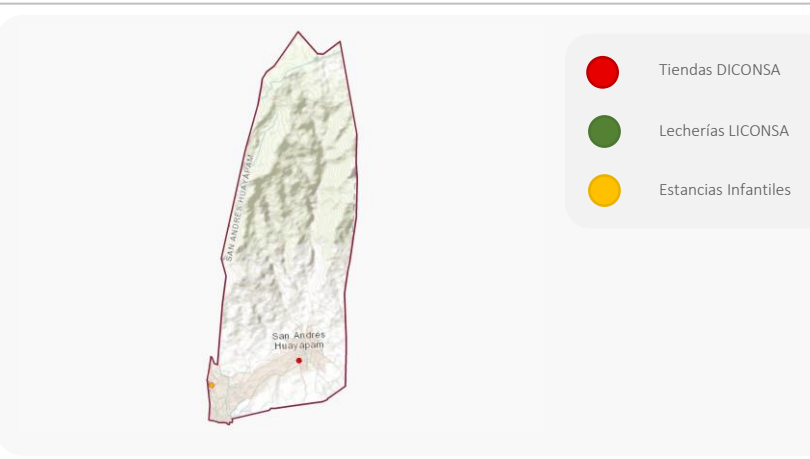 Tiendas DICONSA
Lecherías LICONSA
Estancias Infantiles
SAN ANDRES HUAYAPAM
San Andres
Huayapam